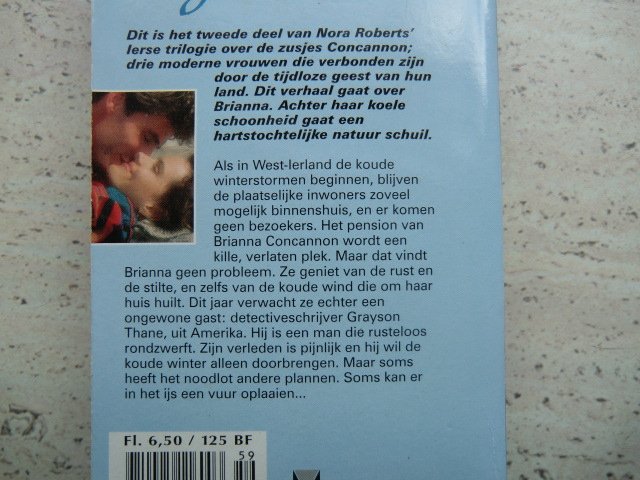 Dit is het tweede deel van Nora Roberts'
Ierse trilogie over de zusjes Concannon;
drie moderne vrouwen die verbonden zijn
door de tijdloze geest van hun
land. Dit verhaal gaat over
Brianna. Achter haar koele
schoonheid gaat een
hartstochtelijke natuur schuil.
Als in West-Ierland de koude
winterstormen beginnen, blijven
de plaatselijke inwoners zoveel
mogelijk binnenshuis, en er komen
geen bezoekers. Het pension van
Brianna Concannon wordt een
kille, verlaten plek. Maar dat vindt
Brianna geen probleem. Ze geniet van de rust en
de stilte, en zelfs van de koude wind die om haar
huis huilt. Dit jaar verwacht ze echter een
ongewone gast: detectiveschrijver Grayson
Thane, uit Amerika. Hij is een man die rusteloos
rondzwerft. Zijn verleden is pijnlijk en hij wil de
koude winter alleen doorbrengen. Maar soms
heeft het noodlot andere plannen. Soms kan er
in het íjs een vuur oplaaien...
Fl. 6,50 / 125 BF
59